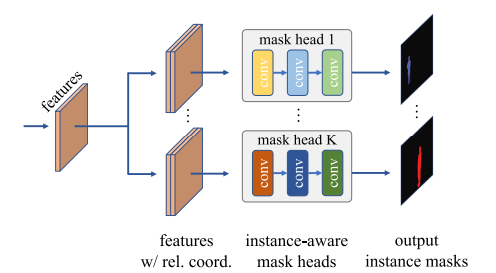 features
mask head 1
conv
conv
conv
...
...
...
mask head K
conv
conv
conv
features
w/ rel. coord.
instance-aware
mask heads
output
instance masks